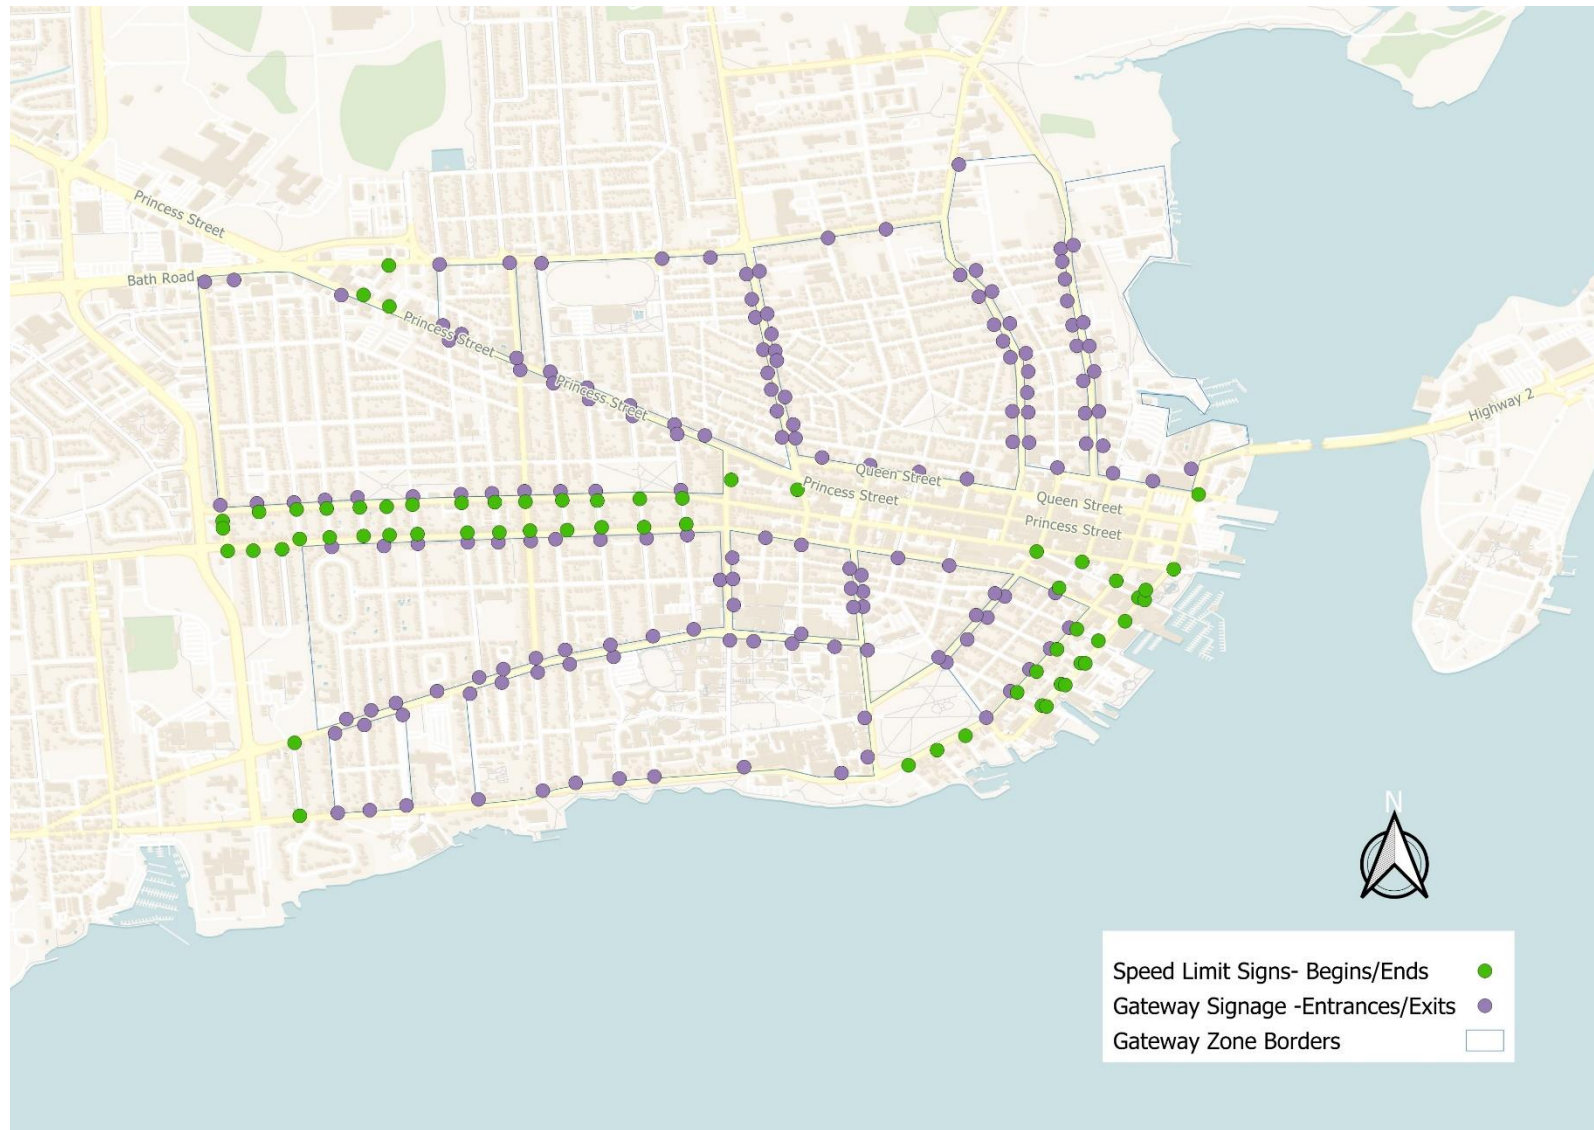 Princess Street
Bath Road
Princess Street
Princess Street
Highway 2
Queen Street
Princess Street
Queen Street
Princess Street
N
Speed Limit Signs- Begins/Ends
Gateway Signage -Entrances/Exits
Gateway Zone Borders